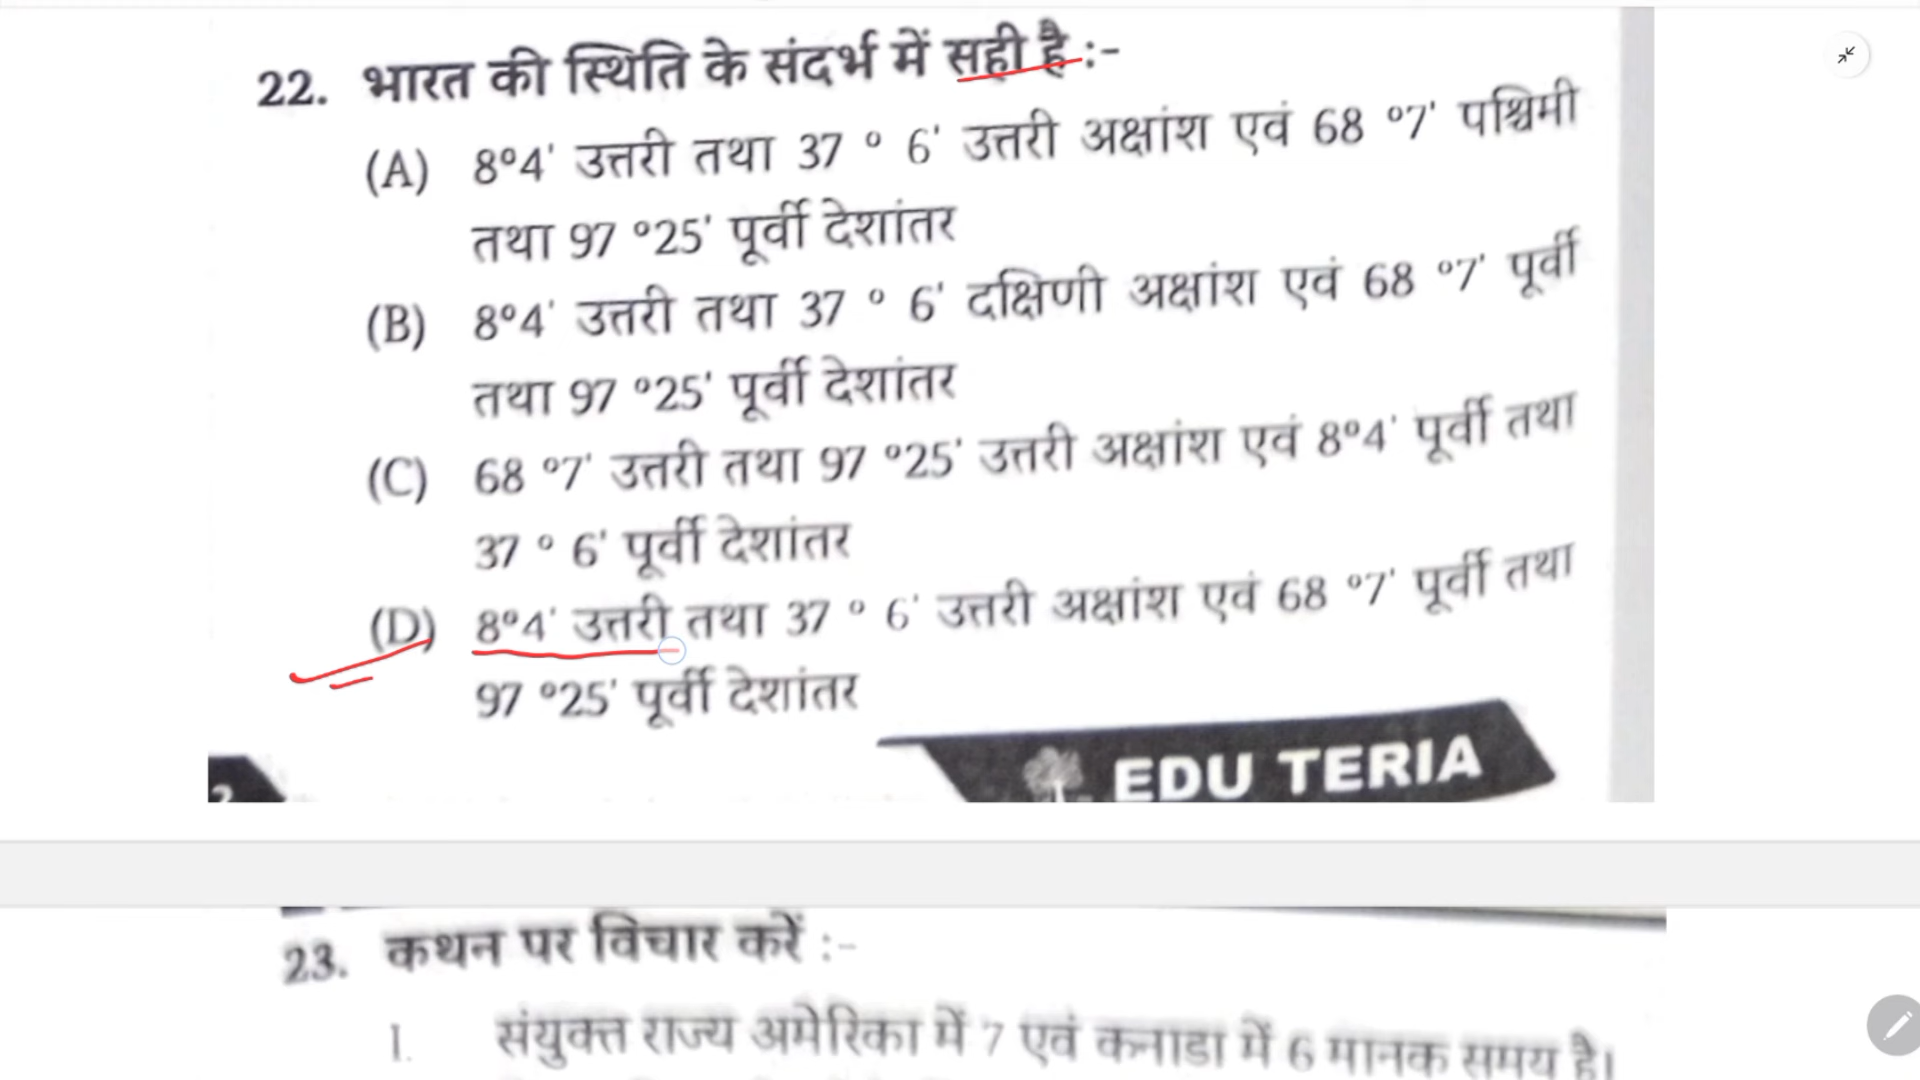 22. भारत की स्थिति के संदर्भ में सही है :-
(A) 8°4' उत्तरी तथा 37 ° 6' उत्तरी अक्षांश एवं 68 °7' पश्चिमी
तथा 97 °25' पूर्वी देशांतर
(B) 8°4' उत्तरी तथा 37 ° 6' दक्षिणी अक्षांश एवं 68 °7' पूर्वी
तथा 97 °25' पूर्वी देशांतर
(C) 68 °7' उत्तरी तथा 97 °25' उत्तरी अक्षांश एवं 8°4' पूर्वी तथा
37 ° 6' पूर्वी देशांतर
(D) 8°4' उत्तरी तथा 37 ° 6' उत्तरी अक्षांश एवं 68 °7' पूर्वी तथा
97 °25' पूर्वी देशांतर
EDU TERIA
23. कथन पर विचार करें :-
1. संयुक्त राज्य अमेरिका में 7 एवं कनाडा में 6 मानक समय है।